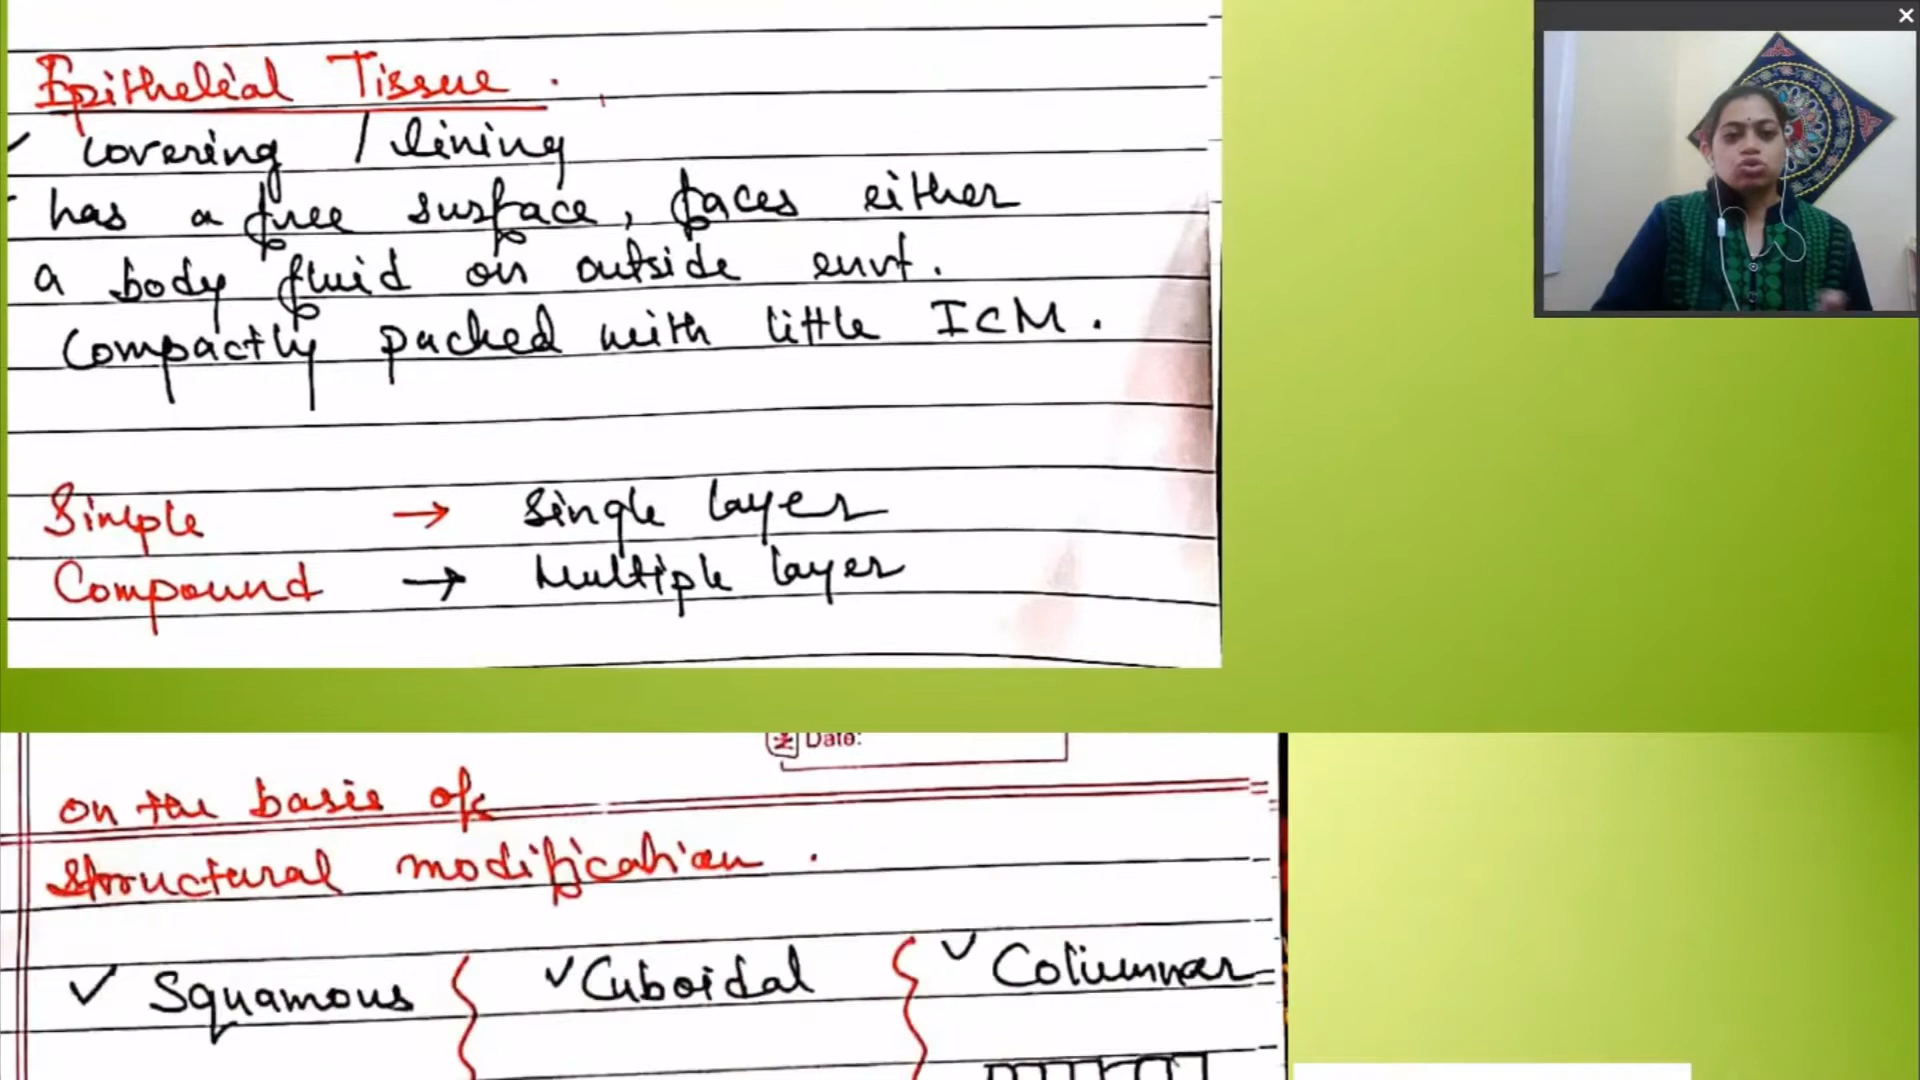 Epithelial Tissue.
✓ Covering / lining
has a free surface, faces either
a body fluid or outside envt.
Compactly packed with little ICM.
Simple → Single layer
Compound → Multiple layer
Date:
on the basis of
structural modification.
✓ Squamous ✓ Cuboidal ✓ Columnar